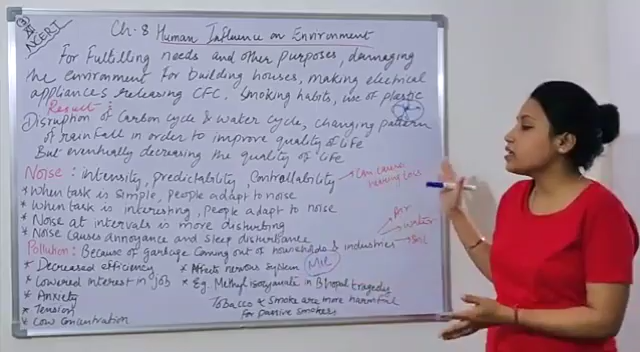 ③
XII
NCERT
Ch. 8 Human Influence on Environment
For Fulfilling needs and other purposes, damaging
the environment for building houses, making electrical
appliances releasing CFC. Smoking habits, use of plastic
Result:
Disruption of Carbon cycle & water cycle, changing pattern
of rainfall in order to improve quality of life
But eventually decreasing the quality of life
Noise: intensity, predictability, Controllability → Can cause
hearing loss
* When task is simple, people adapt to noise
* When task is interesting, people adapt to noise
* Noise at intervals is more disturbing
* Noise causes annoyance and sleep disturbance
Air
water
Soil
Pollution: Because of garbage coming out of households & industries
* Decreased efficiency
* Affects nervous system
MIC
* Lowered interest in job
* Eg. Methyl isocyanate in Bhopal tragedy
* Anxiety
* Tension
* Low Concentration
Tobacco & Smoke are more harmful
for passive smokers